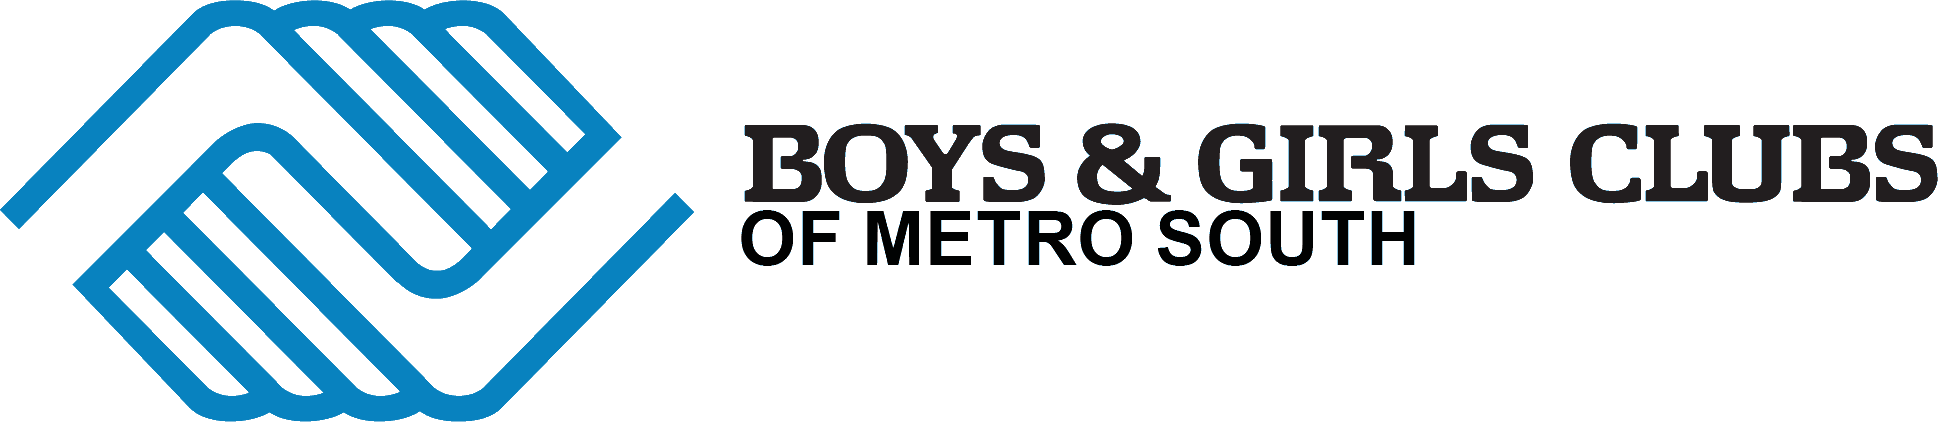 BOYS & GIRLS CLUBS
OF METRO SOUTH